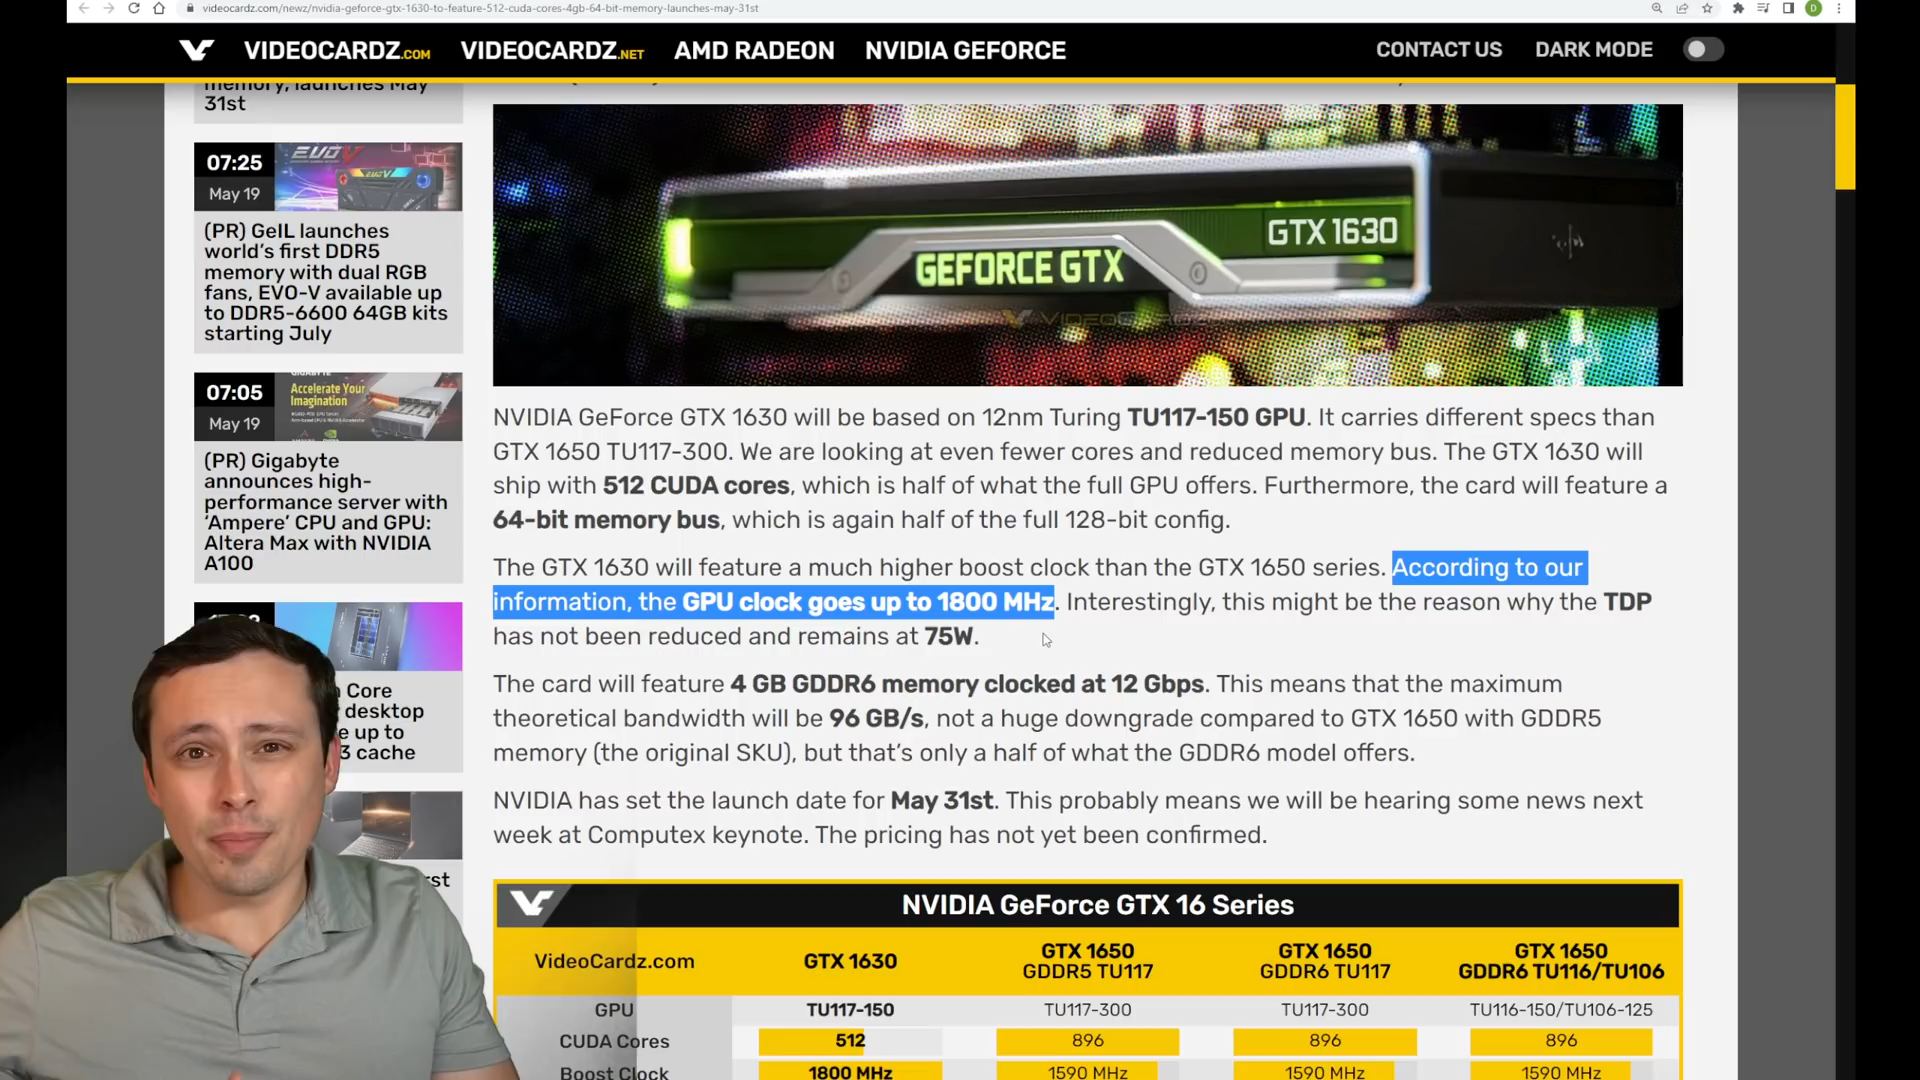 videocardz.com/newz/nvidia-geforce-gtx-1630-to-feature-512-cuda-cores-4gb-64-bit-memory-launches-may-31st
D
VIDEOCARDZ.COM VIDEOCARDZ.NET AMD RADEON NVIDIA GEFORCE CONTACT US DARK MODE
memory, launches May
31st
07:25
May 19
EVO V
(PR) GeIL launches
world's first DDR5
memory with dual RGB
fans, EVO-V available up
to DDR5-6600 64GB kits
starting July
07:05
May 19
GIGABYTE
Accelerate Your
Imagination
(PR) Gigabyte
announces high-
performance server with
'Ampere' CPU and GPU:
Altera Max with NVIDIA
A100
Core
desktop
e up to
3 cache
rst
GTX 1630
GEFORCE GTX
NVIDIA GeForce GTX 1630 will be based on 12nm Turing TU117-150 GPU. It carries different specs than
GTX 1650 TU117-300. We are looking at even fewer cores and reduced memory bus. The GTX 1630 will
ship with 512 CUDA cores, which is half of what the full GPU offers. Furthermore, the card will feature a
64-bit memory bus, which is again half of the full 128-bit config.
The GTX 1630 will feature a much higher boost clock than the GTX 1650 series. According to our
information, the GPU clock goes up to 1800 MHz. Interestingly, this might be the reason why the TDP
has not been reduced and remains at 75W.
The card will feature 4 GB GDDR6 memory clocked at 12 Gbps. This means that the maximum
theoretical bandwidth will be 96 GB/s, not a huge downgrade compared to GTX 1650 with GDDR5
memory (the original SKU), but that's only a half of what the GDDR6 model offers.
NVIDIA has set the launch date for May 31st. This probably means we will be hearing some news next
week at Computex keynote. The pricing has not yet been confirmed.
NVIDIA GeForce GTX 16 Series
VideoCardz.com GTX 1630 GTX 1650 GTX 1650 GTX 1650
GDDR5 TU117 GDDR6 TU117 GDDR6 TU116/TU106
GPU TU117-150 TU117-300 TU117-300 TU116-150/TU106-125
CUDA Cores 512 896 896 896
Boost Clock 1800 MHz 1590 MHz 1590 MHz 1590 MHz